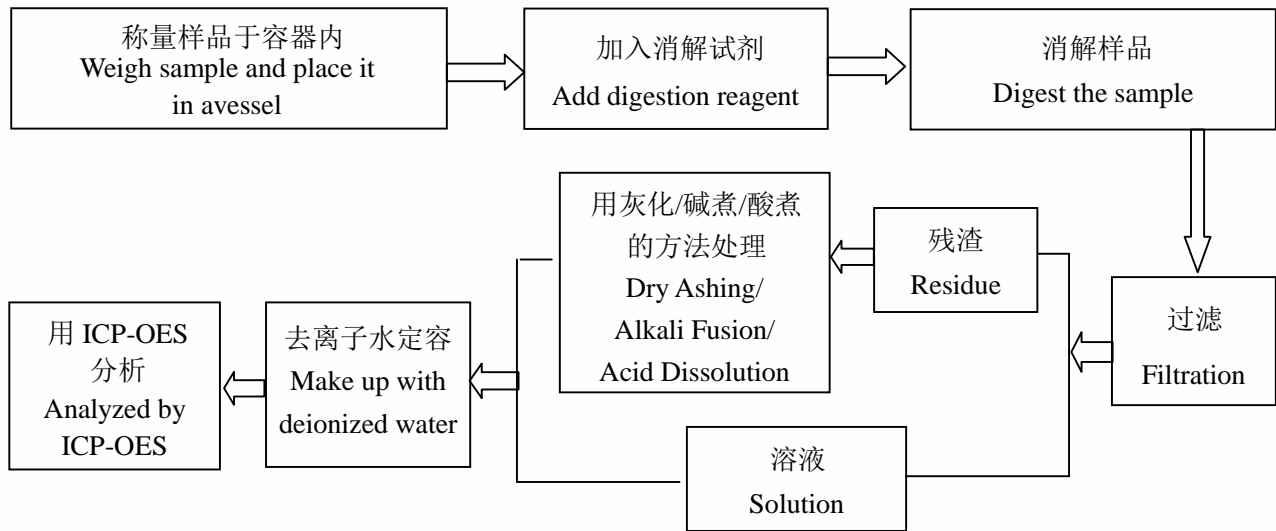 称量样品于容器内
Weigh sample and place it
in avessel
加入消解试剂
Add digestion reagent
消解样品
Digest the sample
过滤
Filtration
残渣
Residue
用灰化/碱煮/酸煮
的方法处理
Dry Ashing/
Alkali Fusion/
Acid Dissolution
溶液
Solution
去离子水定容
Make up with
deionized water
用 ICP-OES
分析
Analyzed by
ICP-OES